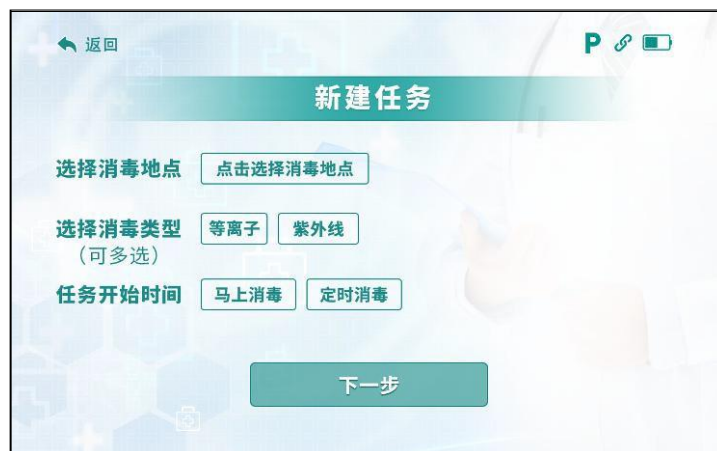 返回
P
新建任务
选择消毒地点 点击选择消毒地点
选择消毒类型 等离子 紫外线
（可多选）
任务开始时间 马上消毒 定时消毒
下一步